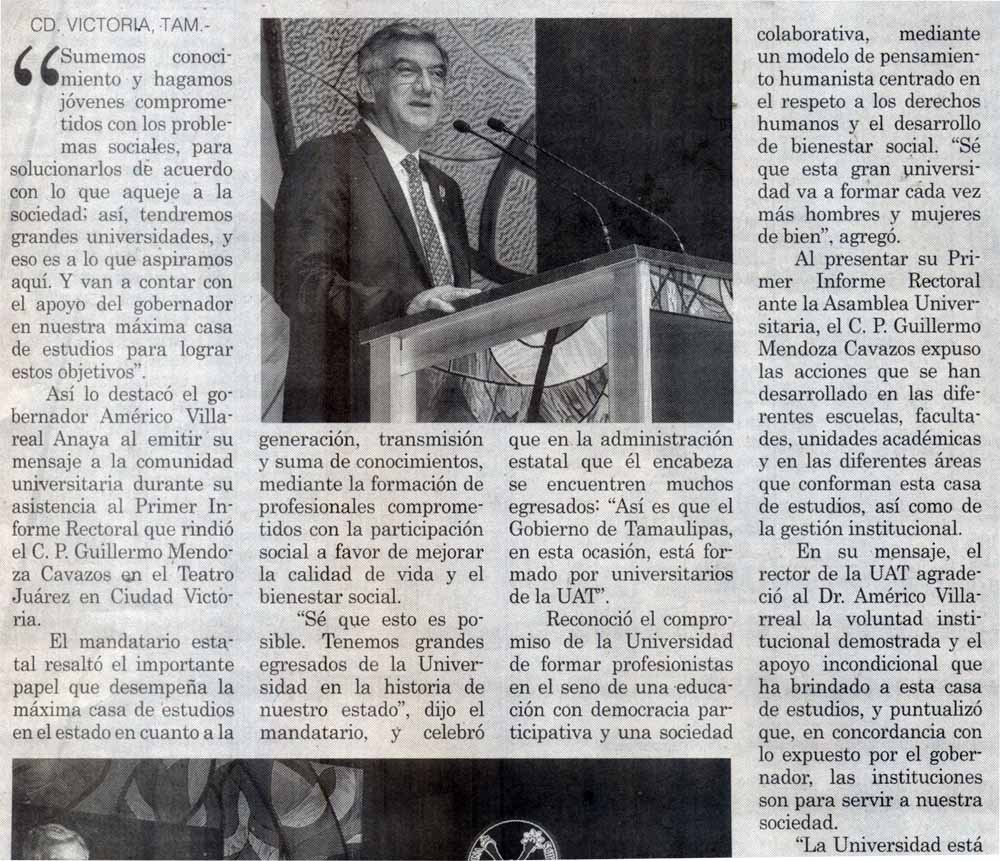 CD. VICTORIA, TAM.-
“Sumemos conoci-
miento y hagamos
jóvenes comprome-
tidos con los proble-
mas sociales, para
solucionarlos de acuerdo
con lo que aqueje a la
sociedad; así, tendremos
grandes universidades, y
eso es a lo que aspiramos
aquí. Y van a contar con
el apoyo del gobernador
en nuestra máxima casa
de estudios para lograr
estos objetivos”.
Así lo destacó el go-
bernador Américo Villa-
real Anaya al emitir su
mensaje a la comunidad
universitaria durante su
asistencia al Primer In-
forme Rectoral que rindió
el C. P. Guillermo Mendo-
za Cavazos en el Teatro
Juárez en Ciudad Victo-
ria.
El mandatario esta-
tal resaltó el importante
papel que desempeña la
máxima casa de estudios
en el estado en cuanto a la
generación, transmisión
y suma de conocimientos,
mediante la formación de
profesionales comprome-
tidos con la participación
social a favor de mejorar
la calidad de vida y el
bienestar social.
“Sé que esto es po-
sible. Tenemos grandes
egresados de la Univer-
sidad en la historia de
nuestro estado”, dijo el
mandatario, y celebró
que en la administración
estatal que él encabeza
se encuentren muchos
egresados: “Así es que el
Gobierno de Tamaulipas,
en esta ocasión, está for-
mado por universitarios
de la UAT”.
Reconoció el compro-
miso de la Universidad
de formar profesionistas
en el seno de una educa-
ción con democracia par-
ticipativa y una sociedad
colaborativa, mediante
un modelo de pensamien-
to humanista centrado en
el respeto a los derechos
humanos y el desarrollo
de bienestar social. “Sé
que esta gran universi-
dad va a formar cada vez
más hombres y mujeres
de bien”, agregó.
Al presentar su Pri-
mer Informe Rectoral
ante la Asamblea Univer-
sitaria, el C. P. Guillermo
Mendoza Cavazos expuso
las acciones que se han
desarrollado en las dife-
rentes escuelas, faculta-
des, unidades académicas
y en las diferentes áreas
que conforman esta casa
de estudios, así como de
la gestión institucional.
En su mensaje, el
rector de la UAT agrade-
ció al Dr. Américo Villa-
rreal la voluntad insti-
tucional demostrada y el
apoyo incondicional que
ha brindado a esta casa
de estudios, y puntualizó
que, en concordancia con
lo expuesto por el gober-
nador, las instituciones
son para servir a nuestra
sociedad.
“La Universidad está